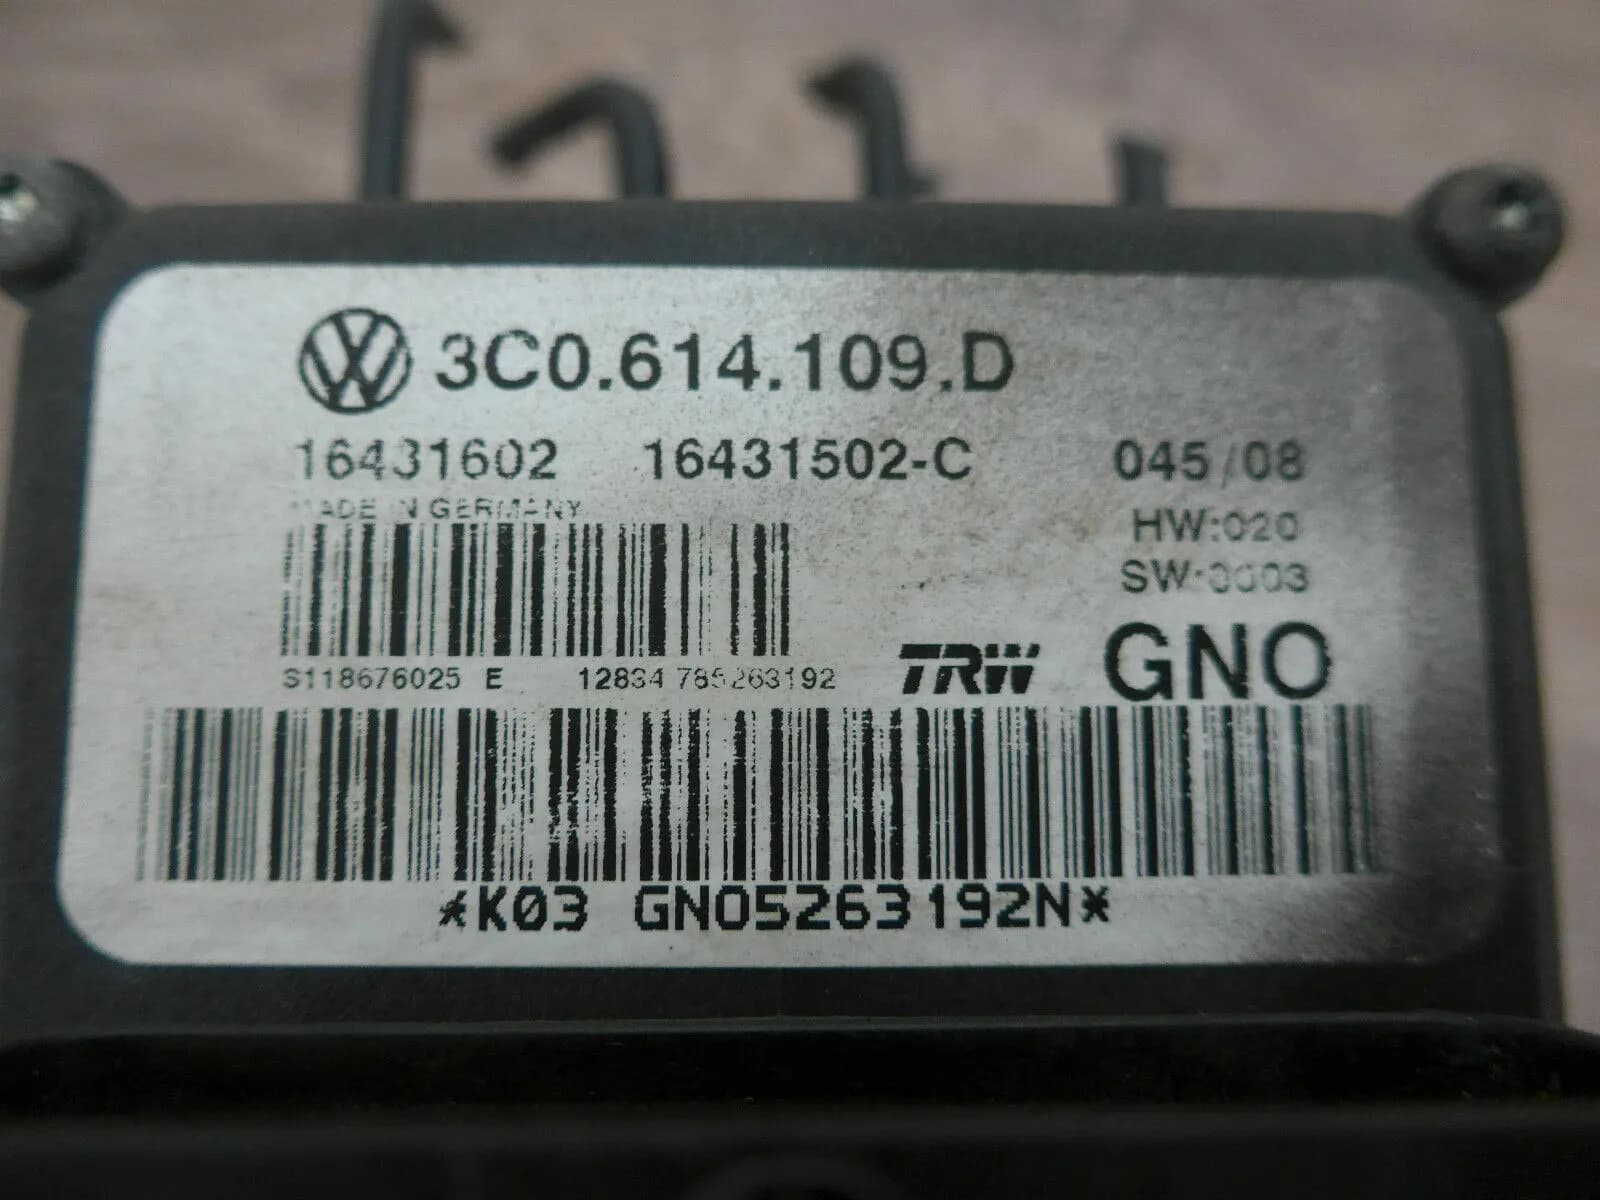 3C0.614.109.D
16431602 16431502-C 045/08
MADE IN GERMANY HW:020
SW:0003
S118676025 E 12834 785263192 TRW GNO
*K03 GNO5263192N*